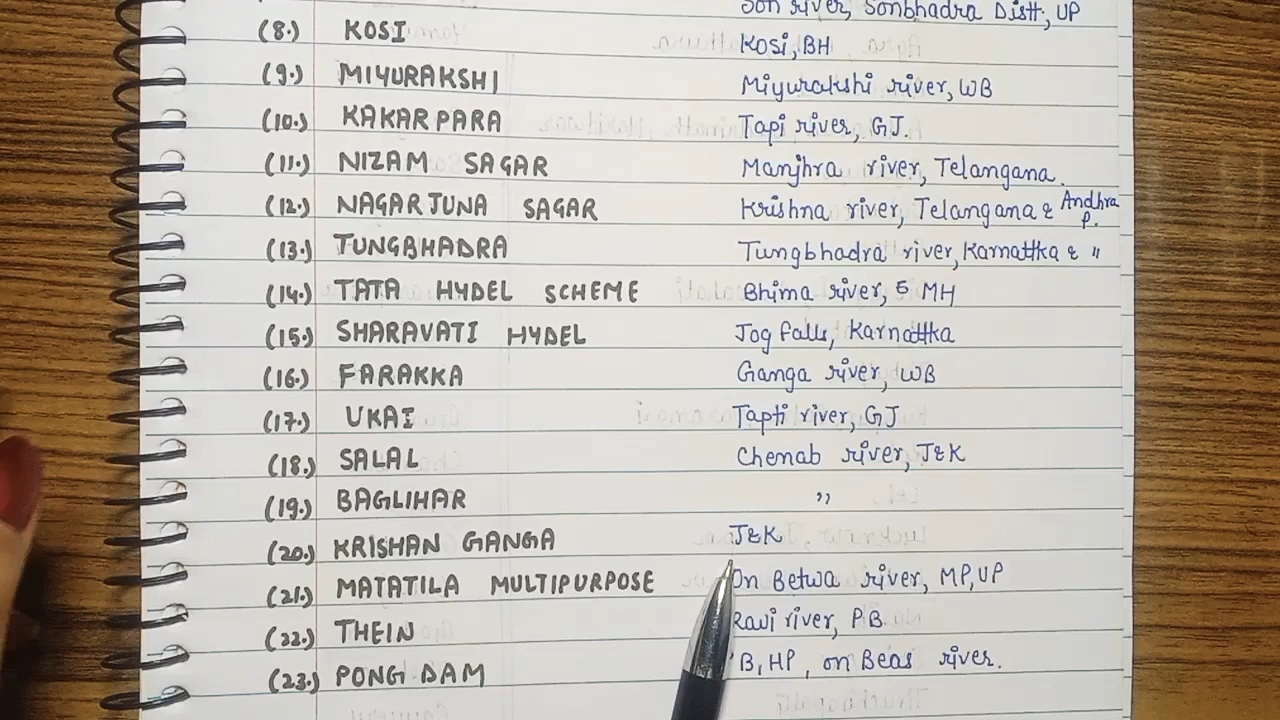 Son river, Sonbhadra Distt., UP
(8.) KOSI Kosi, BH
(9.) MIYURAKSHI Miyurakshi river, WB
(10.) KAKARPARA Tapi river, GJ.
(11.) NIZAM SAGAR Manjhra river, Telangana.
(12.) NAGARJUNA SAGAR Krishna river, Telangana & Andhra P.
(13.) TUNGBHADRA Tungbhadra river, Karnattka & "
(14.) TATA HYDEL SCHEME Bhima river, MH
(15.) SHARAVATI HYDEL Jog falls, Karnattka
(16.) FARAKKA Ganga river, WB
(17.) UKAI Tapti river, GJ
(18.) SALAL Chenab river, J&K
(19.) BAGLIHAR "
(20.) KRISHAN GANGA J&K
(21.) MATATILA MULTIPURPOSE On Betwa river, MP, UP
(22.) THEIN Ravi river, PB
(23.) PONG DAM B, HP, on Beas river.